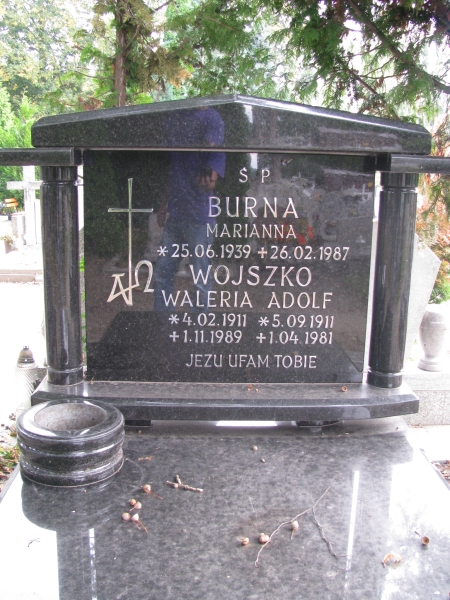 Ś P
BURNA
MARIANNA
*25.06.1939 +26.02.1987
WOJSZKO
WALERIA ADOLF
*4.02.1911 *5.09.1911
+1.11.1989 +1.04.1981
JEZU UFAM TOBIE
ΑΩ